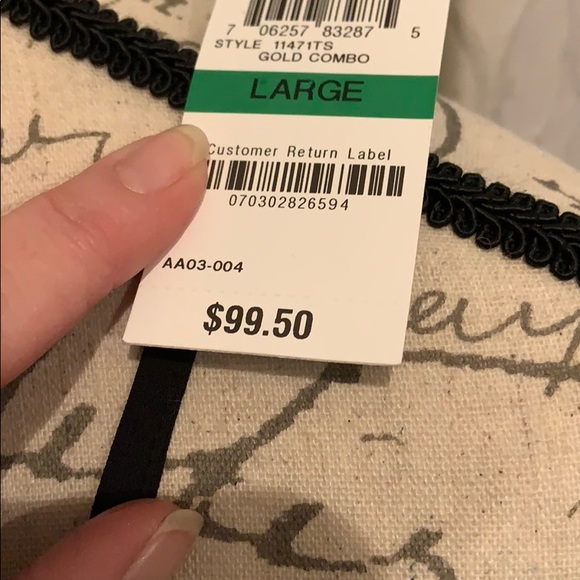 7 06257 83287 5
STYLE 11471TS
GOLD COMBO
LARGE
Customer Return Label
070302826594
AA03-004
$99.50